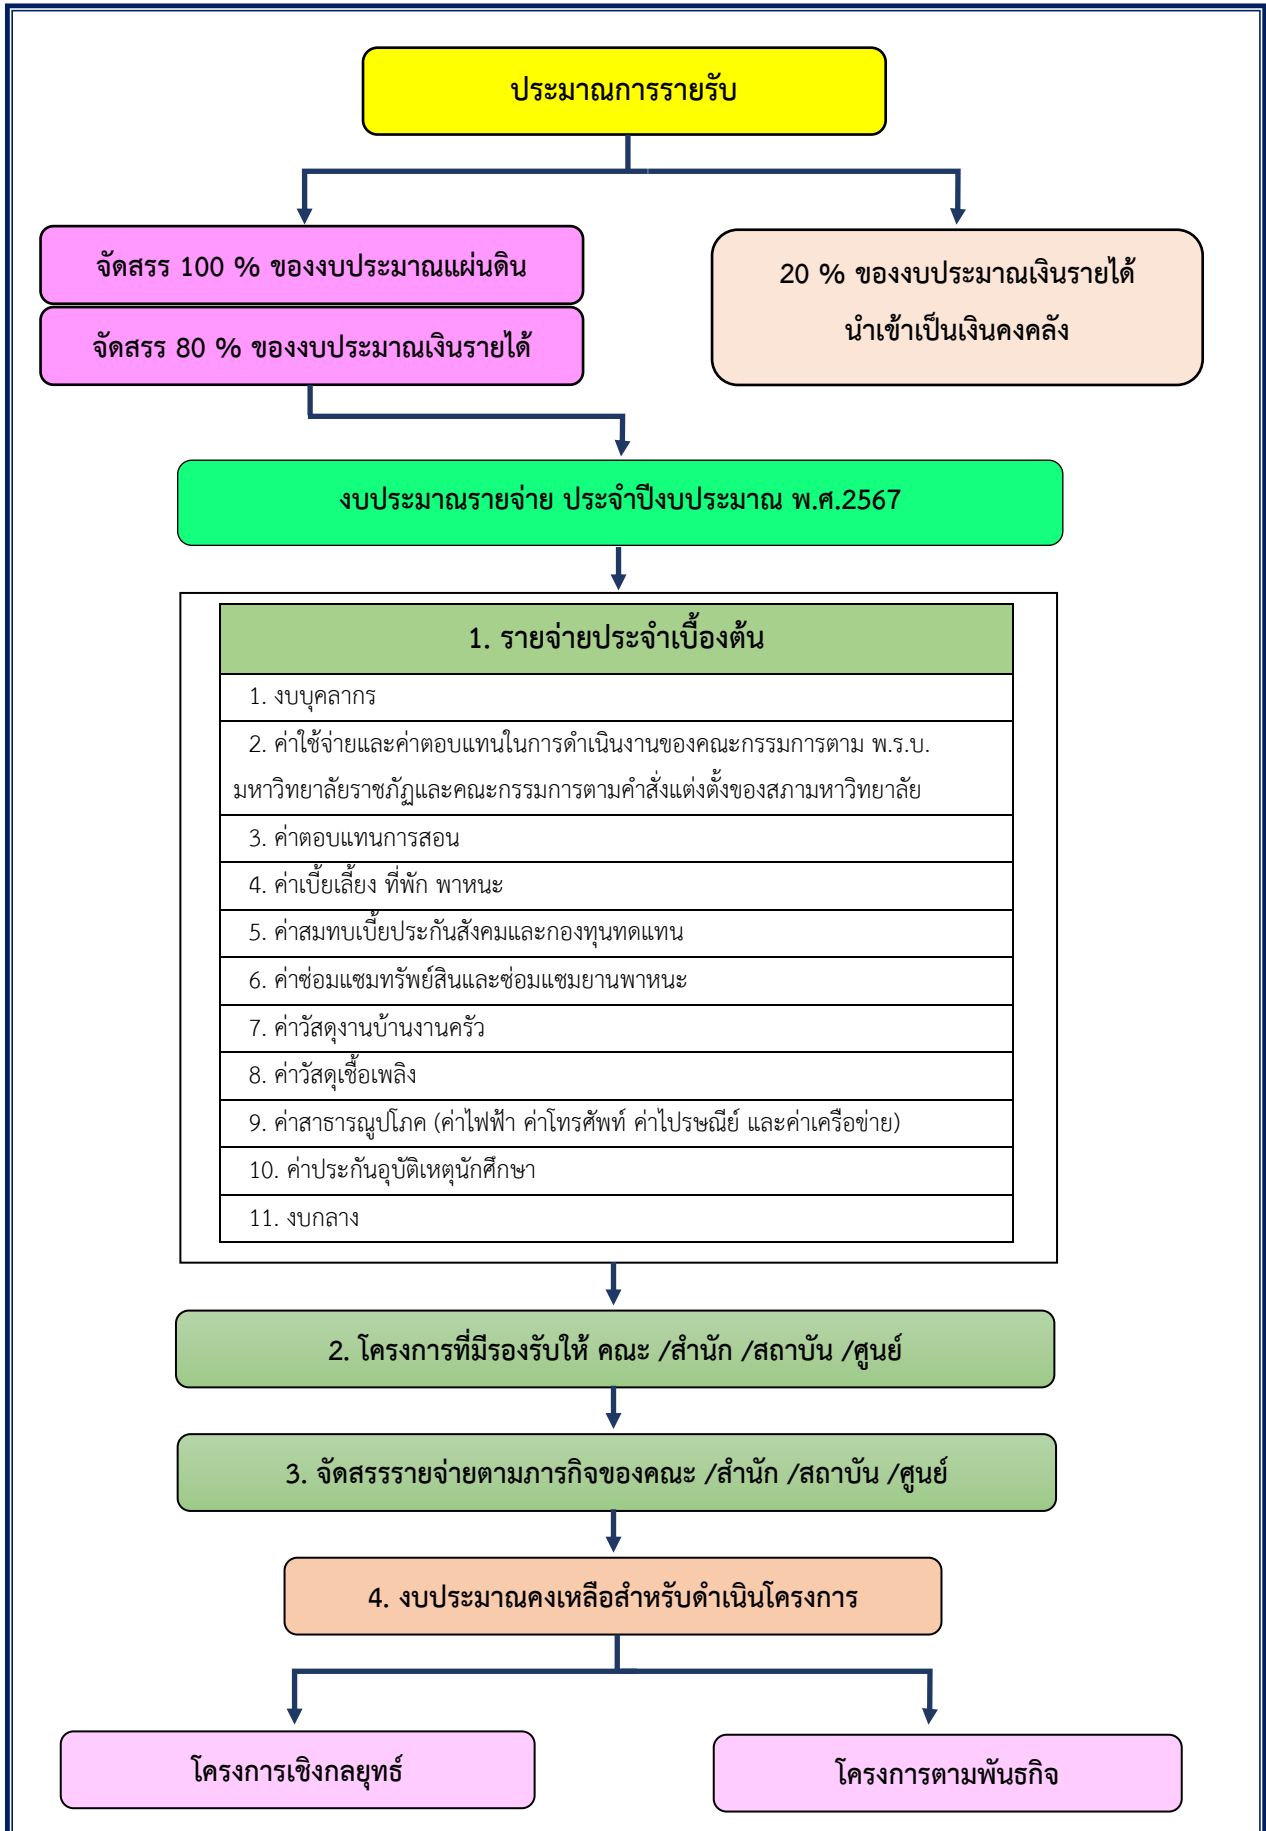 ประมาณการรายรับ
จัดสรร 100 % ของงบประมาณแผ่นดิน
จัดสรร 80 % ของงบประมาณเงินรายได้
20 % ของงบประมาณเงินรายได้
นำเข้าเป็นเงินคงคลัง
งบประมาณรายจ่าย ประจำปีงบประมาณ พ.ศ.2567
1. รายจ่ายประจำเบื้องต้น
1. งบบุคลากร
2. ค่าใช้จ่ายและค่าตอบแทนในการดำเนินงานของคณะกรรมการตาม พ.ร.บ.
มหาวิทยาลัยราชภัฏและคณะกรรมการตามคำสั่งแต่งตั้งของสภามหาวิทยาลัย
3. ค่าตอบแทนการสอน
4. ค่าเบี้ยเลี้ยง ที่พัก พาหนะ
5. ค่าสมทบเบี้ยประกันสังคมและกองทุนทดแทน
6. ค่าซ่อมแซมทรัพย์สินและซ่อมแซมยานพาหนะ
7. ค่าวัสดุงานบ้านงานครัว
8. ค่าวัสดุเชื้อเพลิง
9. ค่าสาธารณูปโภค (ค่าไฟฟ้า ค่าโทรศัพท์ ค่าไปรษณีย์ และค่าเครือข่าย)
10. ค่าประกันอุบัติเหตุนักศึกษา
11. งบกลาง
2. โครงการที่มีรองรับให้ คณะ /สำนัก /สถาบัน /ศูนย์
3. จัดสรรรายจ่ายตามภารกิจของคณะ /สำนัก /สถาบัน /ศูนย์
4. งบประมาณคงเหลือสำหรับดำเนินโครงการ
โครงการเชิงกลยุทธ์
โครงการตามพันธกิจ